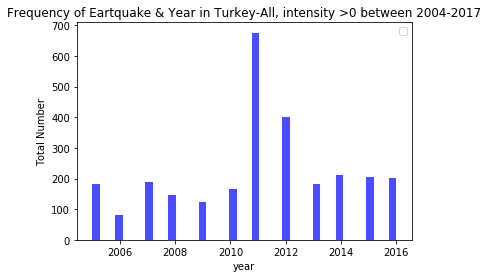 Frequency of Eartquake & Year in Turkey-All, intensity >0 between 2004-2017
700
600
500
400
300
200
100
0
Total Number
2006 2008 2010 2012 2014 2016
year